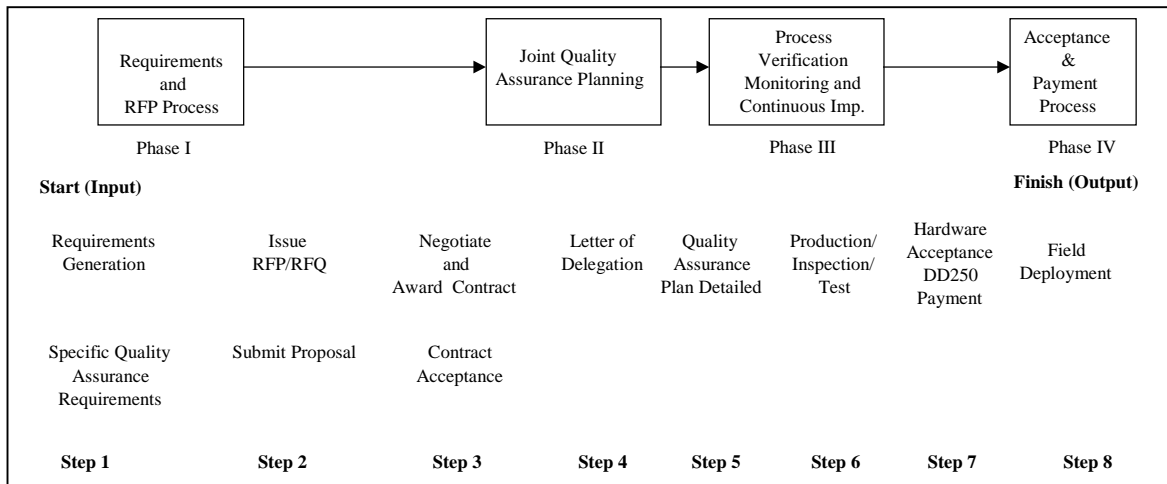 Requirements
and
RFP Process
Joint Quality
Assurance Planning
Process
Verification
Monitoring and
Continuous Imp.
Acceptance
&
Payment
Process
Phase I
Phase II
Phase III
Phase IV
Start (Input)
Finish (Output)
Requirements
Generation
Issue
RFP/RFQ
Negotiate
and
Award Contract
Letter of
Delegation
Quality
Assurance
Plan Detailed
Production/
Inspection/
Test
Hardware
Acceptance
DD250
Payment
Field
Deployment
Specific Quality
Assurance
Requirements
Submit Proposal
Contract
Acceptance
Step 1
Step 2
Step 3
Step 4
Step 5
Step 6
Step 7
Step 8